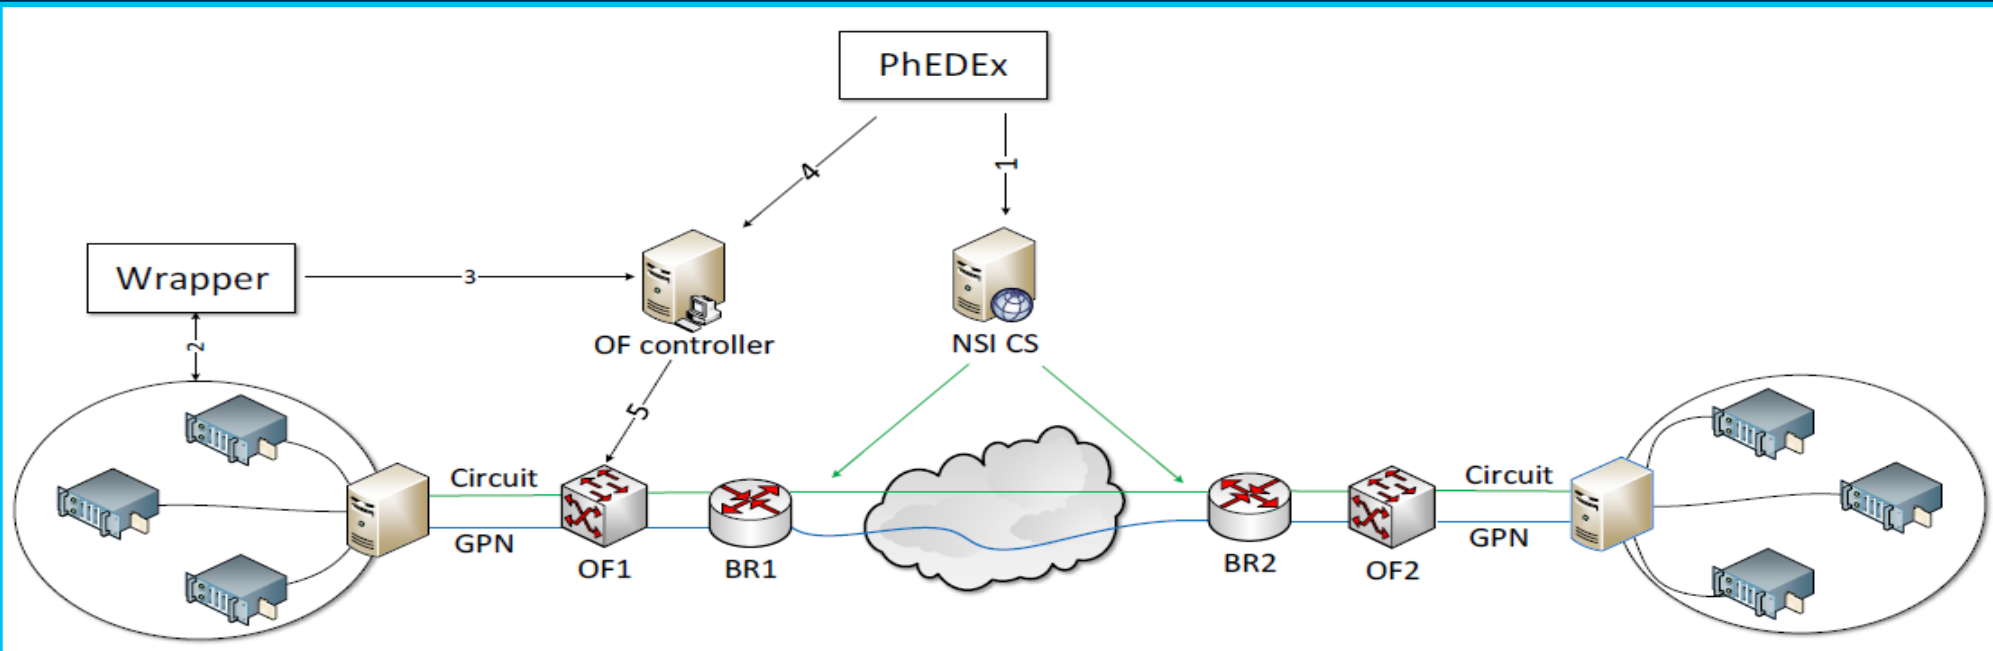 PhEDEx
4
1
Wrapper
3
2
OF controller
NSI CS
5
Circuit
Circuit
GPN
GPN
OF1
BR1
BR2
OF2